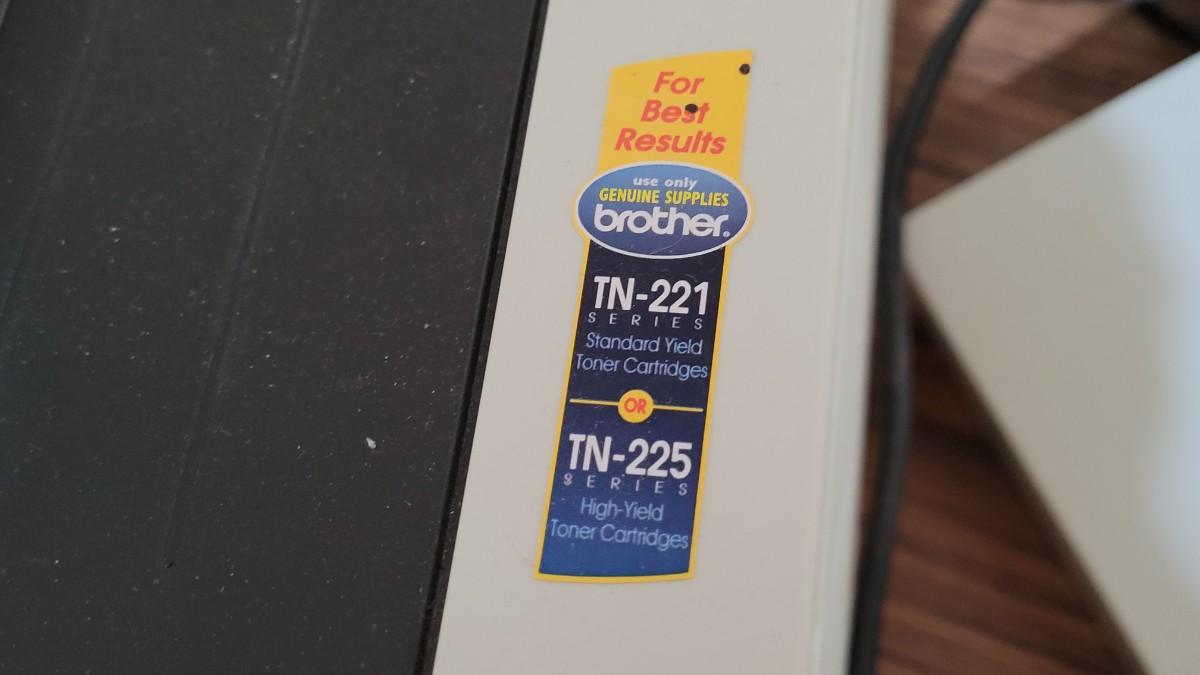 For
Best
Results
use only
GENUINE SUPPLIES
brother®
TN-221
SERIES
Standard Yield
Toner Cartridges
OR
TN-225
SERIES
High-Yield
Toner Cartridges